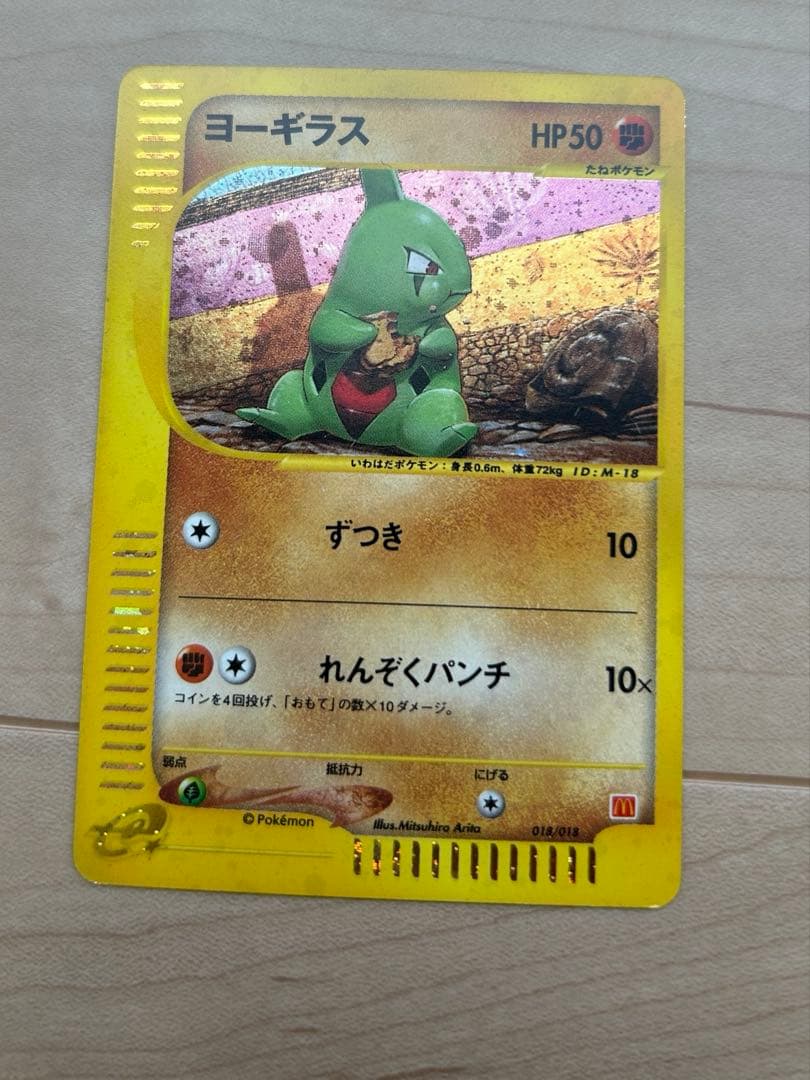 ヨーギラス HP50
たねポケモン
いわはだポケモン：身長0.6m、体重72kg ID:M-18
ずつき 10
れんぞくパンチ 10×
コインを4回投げ、「おもて」の数×10ダメージ。
弱点 抵抗力 にげる
©Pokémon Illus.Mitsuhiro Arita 018/018